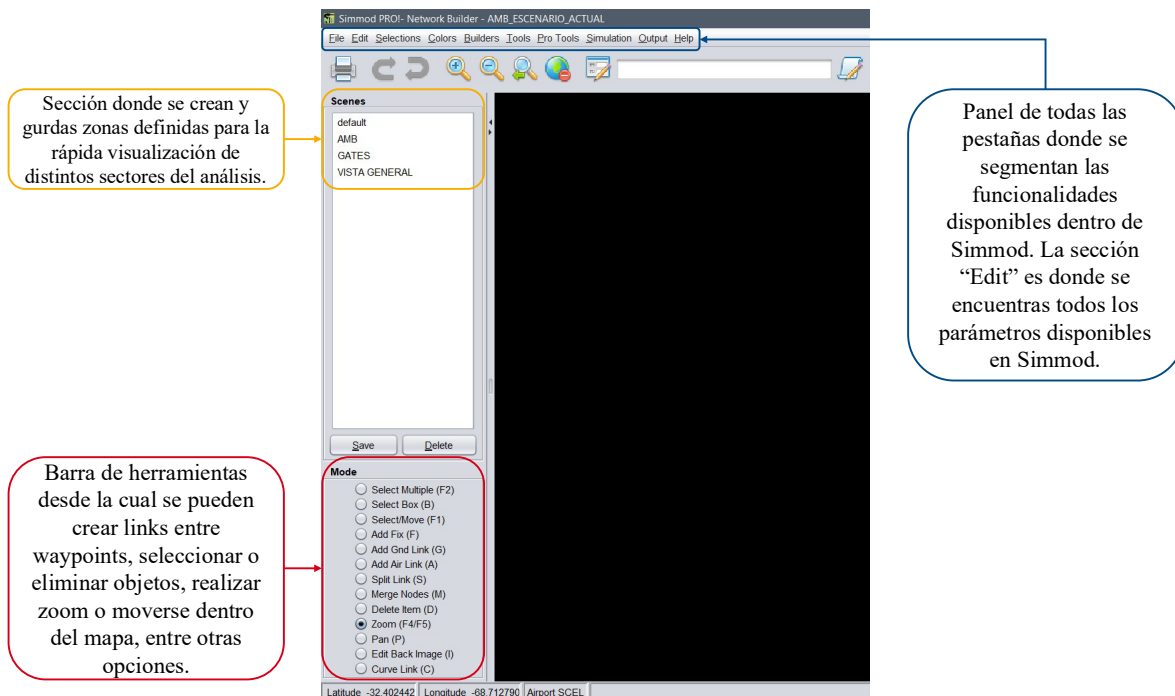 Simmod PRO!- Network Builder - AMB_ESCENARIO_ACTUAL
File Edit Selections Colors Builders Tools Pro Tools Simulation Output Help
Sección donde se crean y
gurdas zonas definidas para la
rápida visualización de
distintos sectores del análisis.
Scenes
default
AMB
GATES
VISTA GENERAL
Save Delete
Panel de todas las
pestañas donde se
segmentan las
funcionalidades
disponibles dentro de
Simmod. La sección
“Edit” es donde se
encuentras todos los
parámetros disponibles
en Simmod.
Barra de herramientas
desde la cual se pueden
crear links entre
waypoints, seleccionar o
eliminar objetos, realizar
zoom o moverse dentro
del mapa, entre otras
opciones.
Mode
Select Multiple (F2)
Select Box (B)
Select/Move (F1)
Add Fix (F)
Add Gnd Link (G)
Add Air Link (A)
Split Link (S)
Merge Nodes (M)
Delete Item (D)
Zoom (F4/F5)
Pan (P)
Edit Back Image (I)
Curve Link (C)
Latitude -32.402442 Longitude -68.712790 Airport SCEL